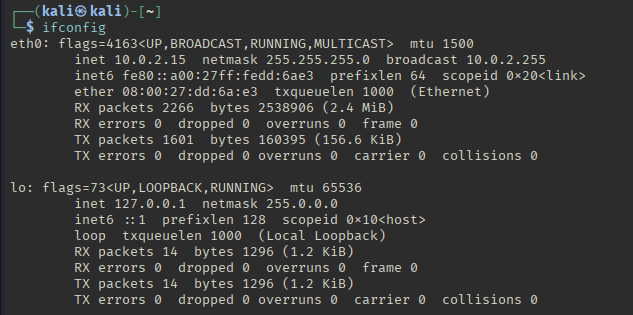 ┌──(kali㉿kali)-[~]
└─$ ifconfig
eth0: flags=4163<UP,BROADCAST,RUNNING,MULTICAST>  mtu 1500
        inet 10.0.2.15  netmask 255.255.255.0  broadcast 10.0.2.255
        inet6 fe80::a00:27ff:fedd:6ae3  prefixlen 64  scopeid 0×20<link>
        ether 08:00:27:dd:6a:e3  txqueuelen 1000  (Ethernet)
        RX packets 2266  bytes 2538906 (2.4 MiB)
        RX errors 0  dropped 0  overruns 0  frame 0
        TX packets 1601  bytes 160395 (156.6 KiB)
        TX errors 0  dropped 0 overruns 0  carrier 0  collisions 0

lo: flags=73<UP,LOOPBACK,RUNNING>  mtu 65536
        inet 127.0.0.1  netmask 255.0.0.0
        inet6 ::1  prefixlen 128  scopeid 0×10<host>
        loop  txqueuelen 1000  (Local Loopback)
        RX packets 14  bytes 1296 (1.2 KiB)
        RX errors 0  dropped 0  overruns 0  frame 0
        TX packets 14  bytes 1296 (1.2 KiB)
        TX errors 0  dropped 0 overruns 0  carrier 0  collisions 0